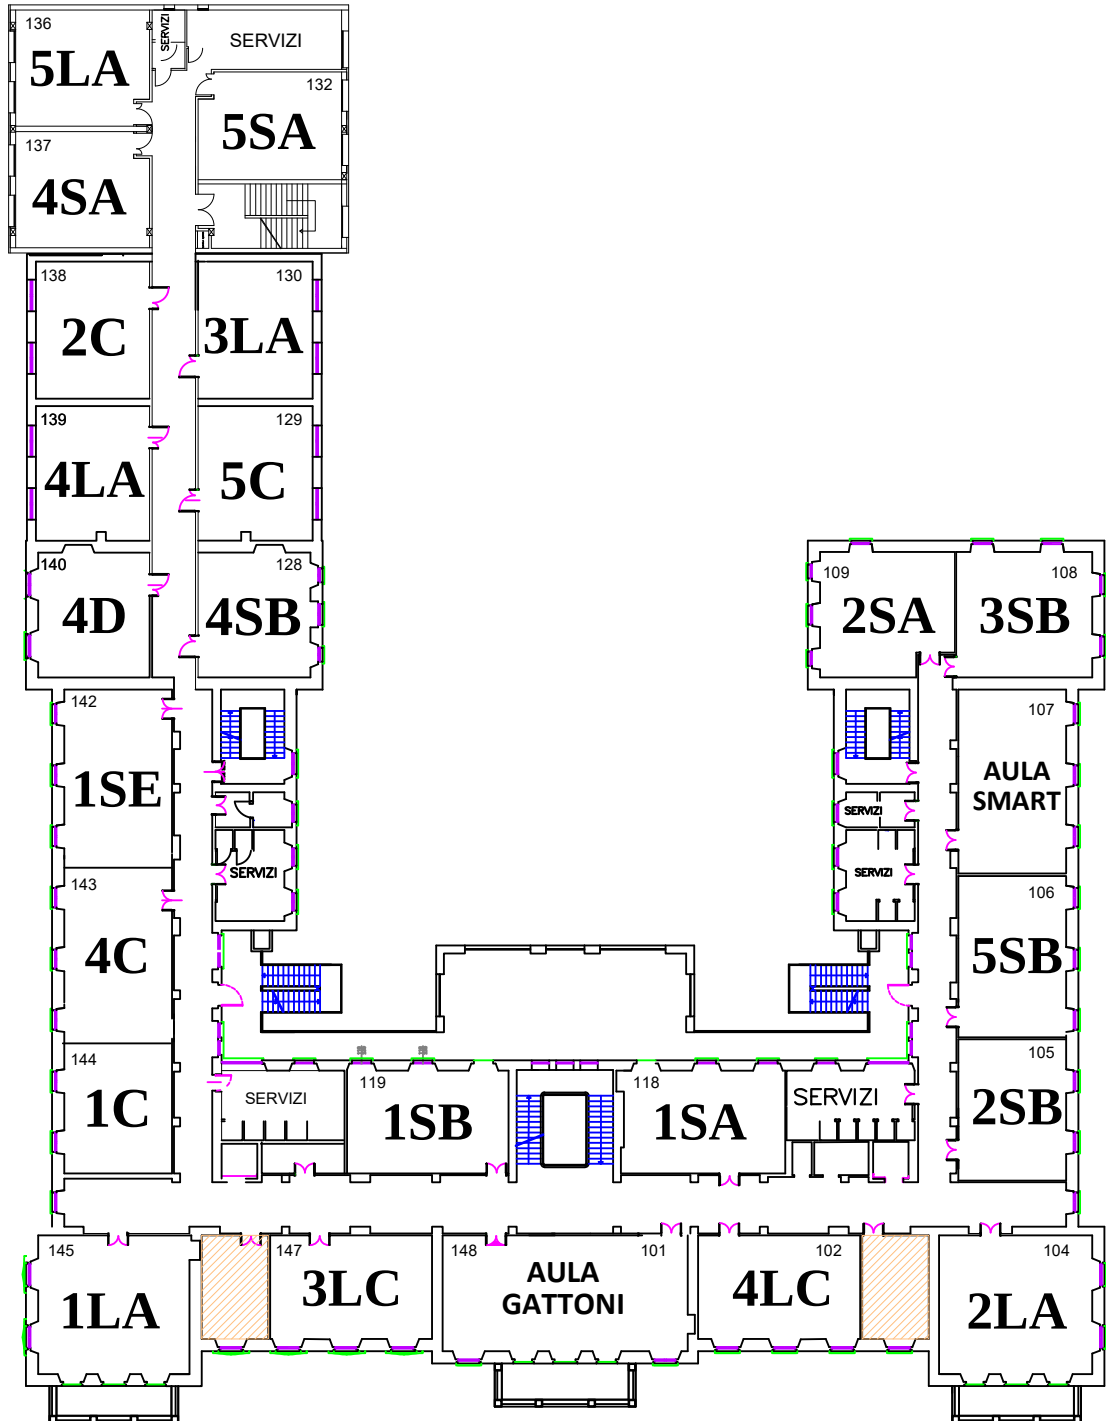 136
5LA
SERVIZI
SERVIZI
132
5SA
137
4SA
138
2C
130
3LA
139
4LA
129
5C
140
4D
128
4SB
109
2SA
108
3SB
142
1SE
107
AULA
SMART
SERVIZI
SERVIZI
SERVIZI
143
4C
106
5SB
144
1C
SERVIZI
119
1SB
118
1SA
SERVIZI
105
2SB
145
1LA
147
3LC
148
101
AULA
GATTONI
102
4LC
104
2LA